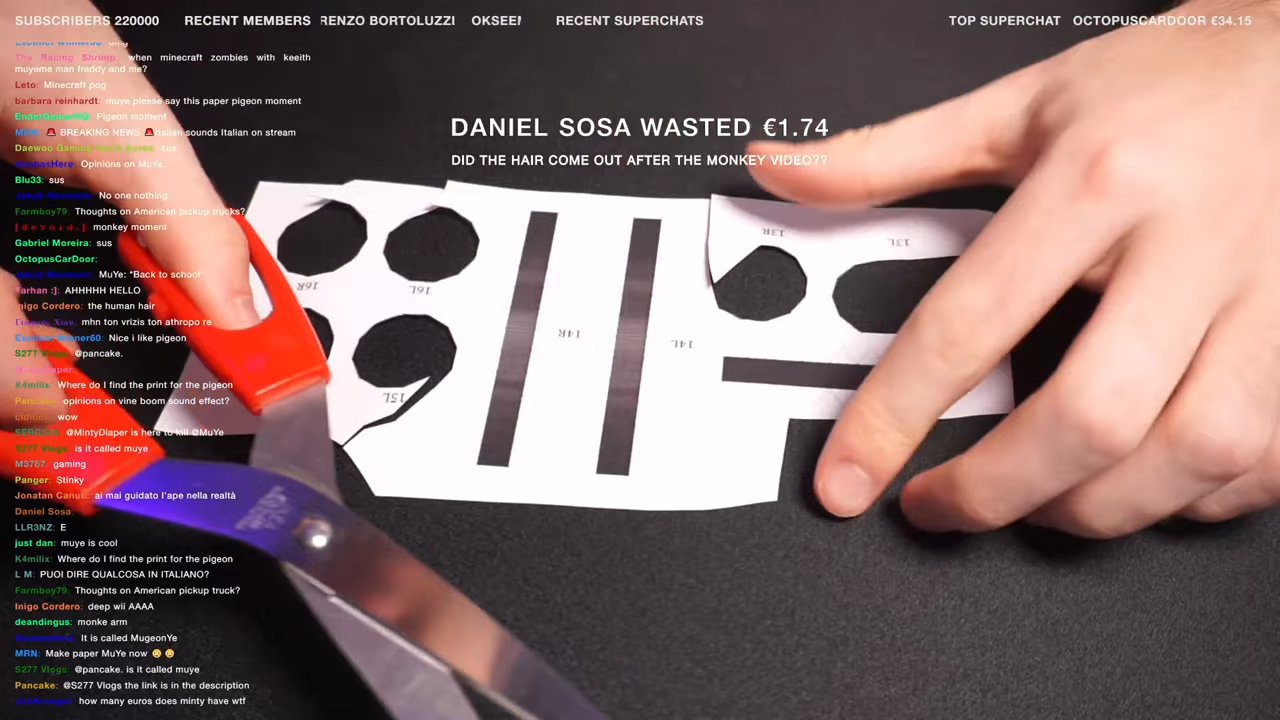 SUBSCRIBERS 220000 RECENT MEMBERS RENZO BORTOLUZZI OKSEEN RECENT SUPERCHATS TOP SUPERCHAT OCTOPUSCARDOOR €34.15
The Racing Shrimp: when minecraft zombies with keeith
muyeme man freddy and me?
Leto: Minecraft pog
barbara reinhardt: muye please say this paper pigeon moment
Pigeon moment
🚨 BREAKING NEWS 🚨Italian sounds Italian on stream
sus
Opinions on MuYe
Blu33: sus
No one nothing.
Farmboy79: Thoughts on American pickup trucks?
[ d e v o i d . ] monkey moment
Gabriel Moreira: sus
OctopusCarDoor:
MuYe: "Back to school"
Farhan :]: AHHHHH HELLO
Inigo Cordero: the human hair
mhn ton vrizis ton athropo re
Nice i like pigeon
S277 Vlogs: @pancake.
K4milix: Where do I find the print for the pigeon
Pancake: opinions on vine boom sound effect?
wow
@MintyDiaper is here to kill @MuYe
S277 Vlogs: is it called muye
M3767: gaming
Panger: Stinky
Jonatan Canuti: ai mai guidato l'ape nella realtà
Daniel Sosa:
LLR3NZ: E
just dan: muye is cool
K4milix: Where do I find the print for the pigeon
L M: PUOI DIRE QUALCOSA IN ITALIANO?
Farmboy79: Thoughts on American pickup truck?
Inigo Cordero: deep wii AAAA
deandingus: monke arm
It is called MugeonYe
MRN: Make paper MuYe now 😳 😳
S277 Vlogs: @pancake. is it called muye
Pancake: @S277 Vlogs the link is in the description
how many euros does minty have wtf
DANIEL SOSA WASTED €1.74
DID THE HAIR COME OUT AFTER THE MONKEY VIDEO??
13R
13L
16R
16L
14R
14L
15L